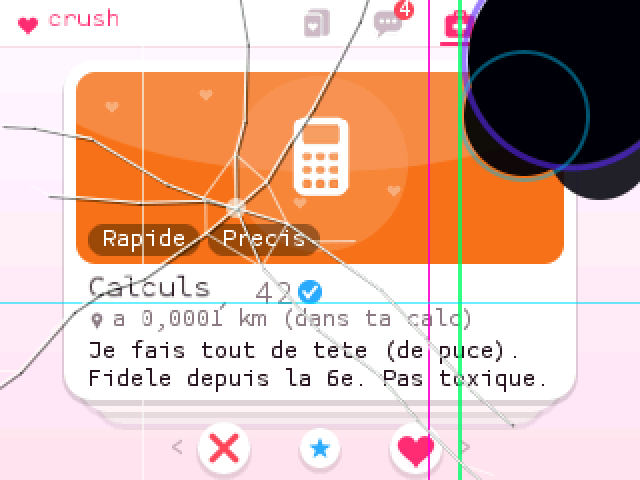 crush
4
Rapide Precis
Calculs 42
a 0,0001 km (dans ta calc)
Je fais tout de tete (de puce).
Fidele depuis la 6e. Pas toxique.